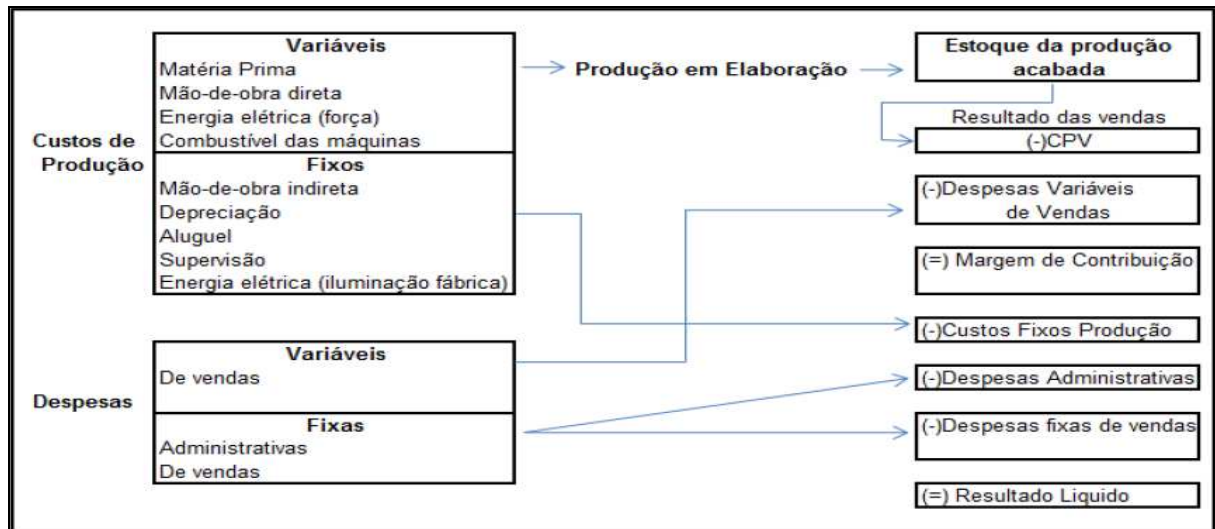 Custos de
Produção
Variáveis
Matéria Prima
Mão-de-obra direta
Energia elétrica (força)
Combustível das máquinas
Fixos
Mão-de-obra indireta
Depreciação
Aluguel
Supervisão
Energia elétrica (iluminação fábrica)
Despesas
Variáveis
De vendas
Fixas
Administrativas
De vendas
Produção em Elaboração
Estoque da produção
acabada
Resultado das vendas
(-)CPV
(-)Despesas Variáveis
de Vendas
(=) Margem de Contribuição
(-)Custos Fixos Produção
(-)Despesas Administrativas
(-)Despesas fixas de vendas
(=) Resultado Liquido